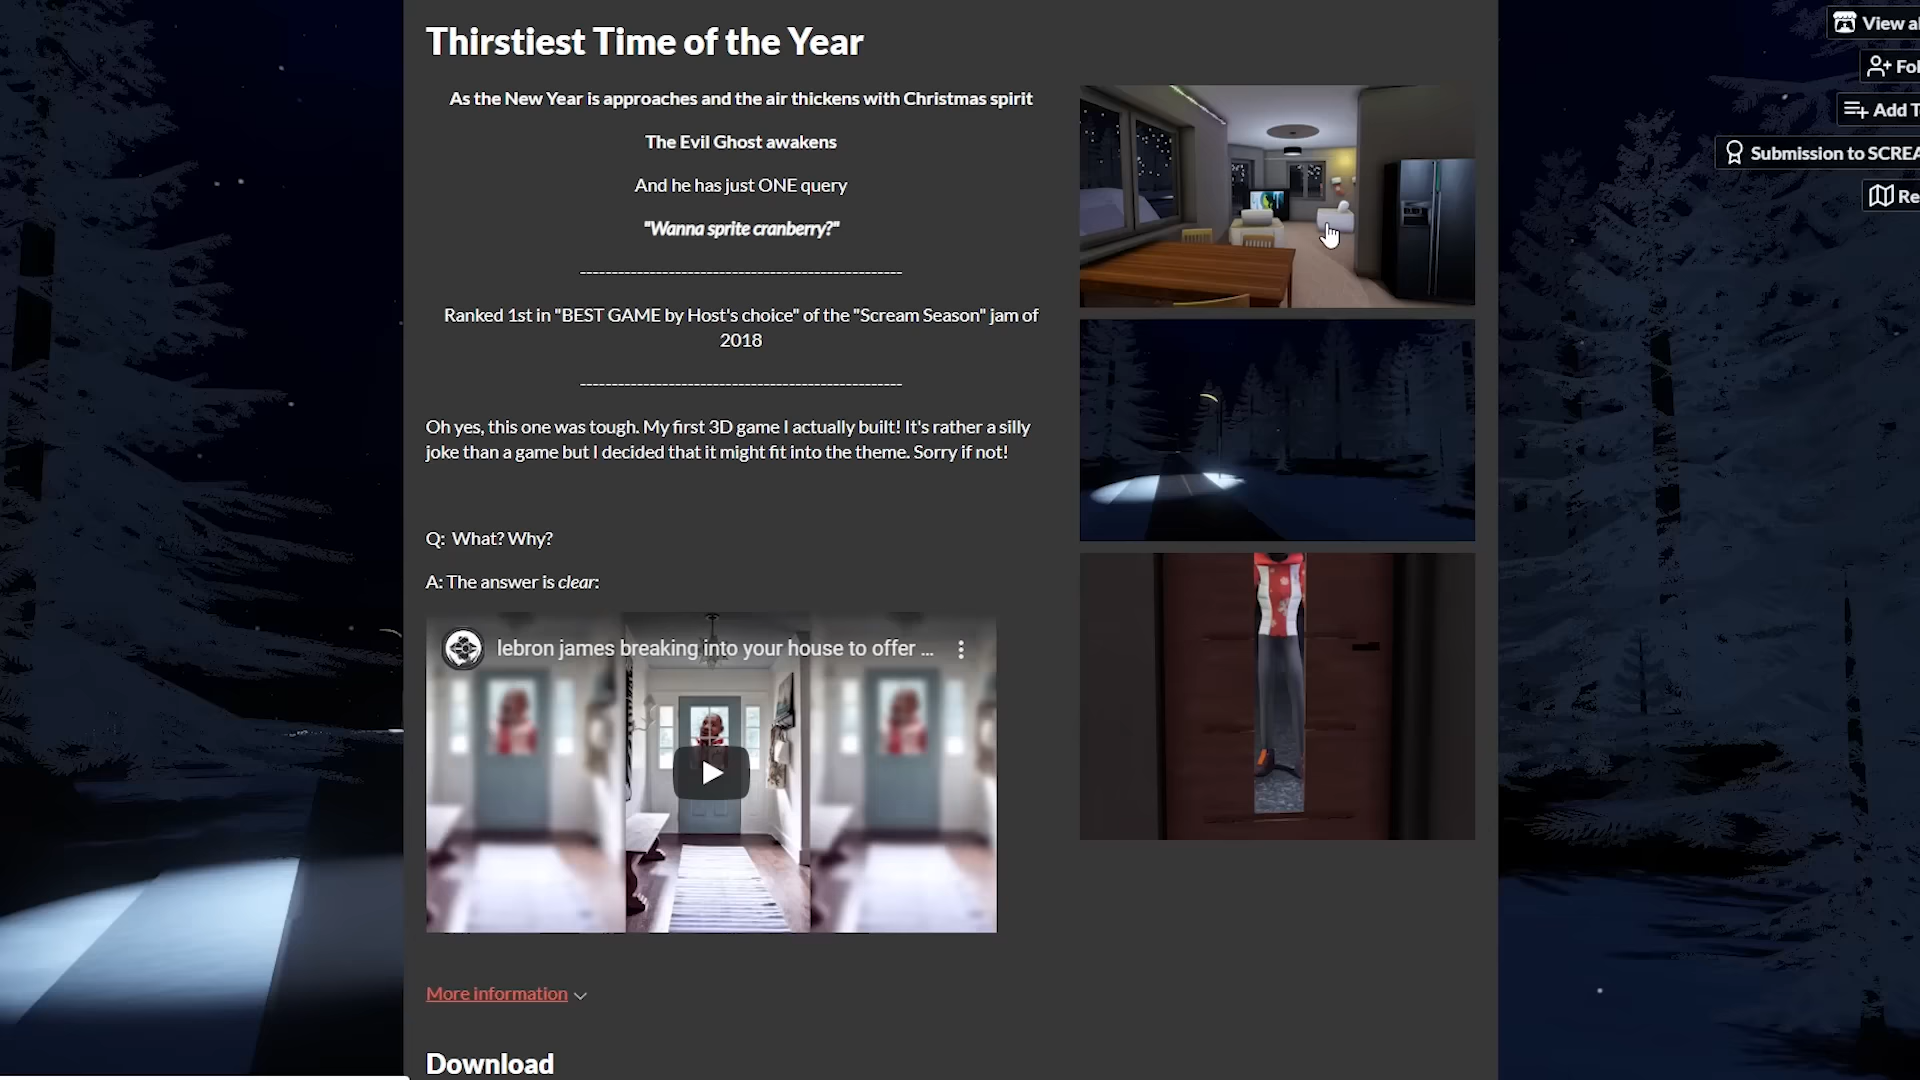 Thirstiest Time of the Year
As the New Year is approaches and the air thickens with Christmas spirit
The Evil Ghost awakens
And he has just ONE query
"Wanna sprite cranberry?"
---------------------------------------------------
Ranked 1st in "BEST GAME by Host's choice" of the "Scream Season" jam of
2018
---------------------------------------------------
Oh yes, this one was tough. My first 3D game I actually built! It's rather a silly
joke than a game but I decided that it might fit into the theme. Sorry if not!
Q: What? Why?
A: The answer is clear:
lebron james breaking into your house to offer ...
More information
Download
View al
Fol
Add T
Submission to SCREA
Re